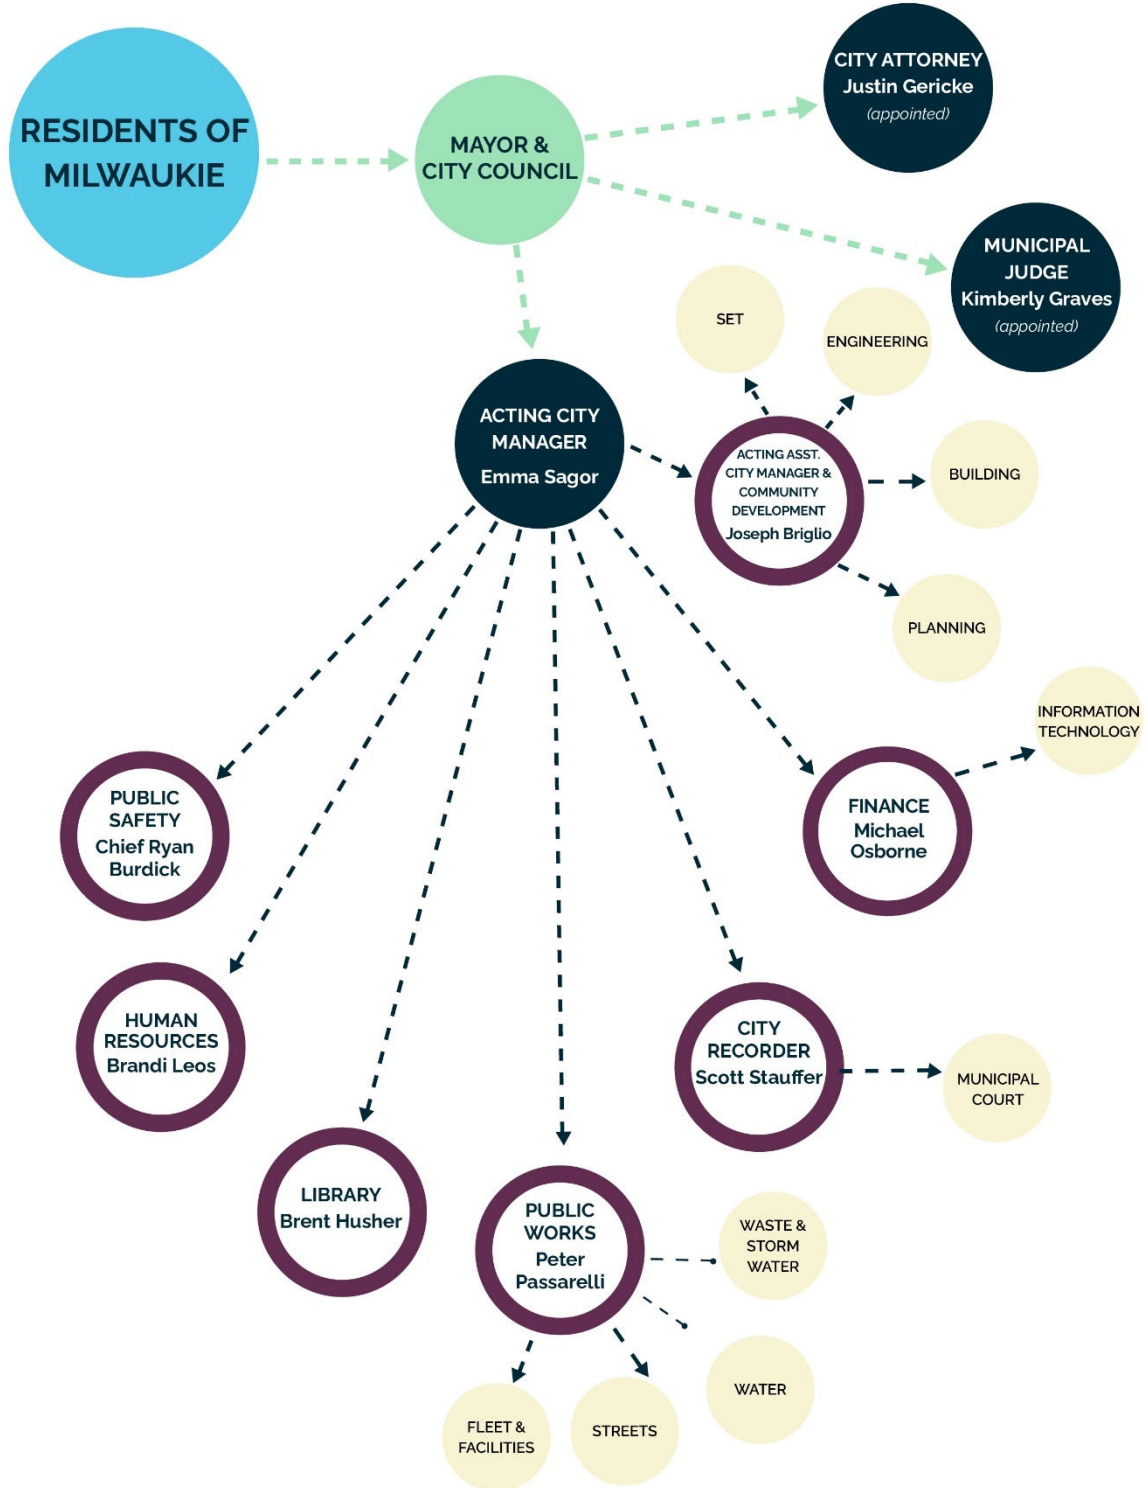 RESIDENTS OF
MILWAUKIE
MAYOR &
CITY COUNCIL
CITY ATTORNEY
Justin Gericke
(appointed)
MUNICIPAL
JUDGE
Kimberly Graves
(appointed)
SET
ENGINEERING
ACTING CITY
MANAGER
Emma Sagor
ACTING ASST.
CITY MANAGER &
COMMUNITY
DEVELOPMENT
Joseph Briglio
BUILDING
PLANNING
INFORMATION
TECHNOLOGY
PUBLIC
SAFETY
Chief Ryan
Burdick
FINANCE
Michael
Osborne
HUMAN
RESOURCES
Brandi Leos
CITY
RECORDER
Scott Stauffer
MUNICIPAL
COURT
LIBRARY
Brent Husher
PUBLIC
WORKS
Peter
Passarelli
WASTE &
STORM
WATER
WATER
FLEET &
FACILITIES
STREETS